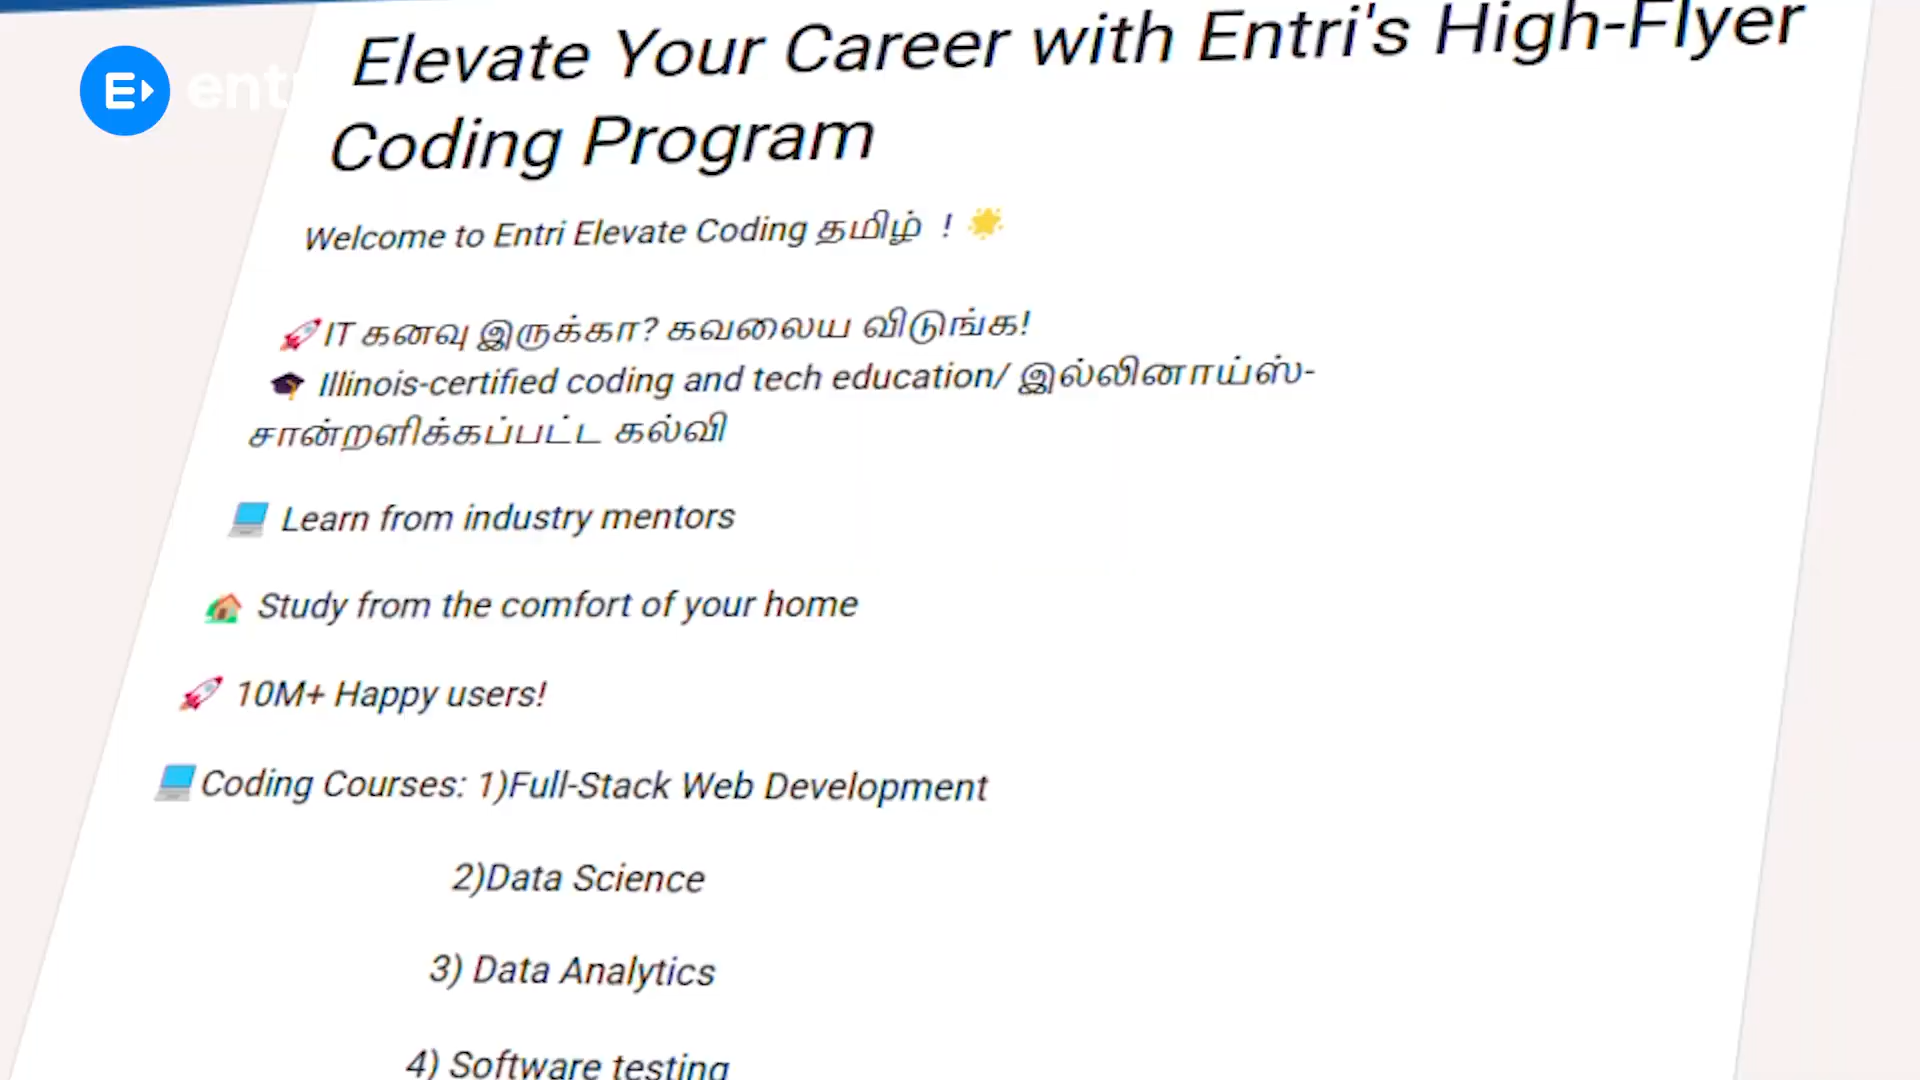 Elevate Your Career with Entri's High-Flyer
Coding Program
entr
Welcome to Entri Elevate Coding தமிழ் ! 🌟
🚀IT கனவு இருக்கா? கவலைய விடுங்க!
🎓 Illinois-certified coding and tech education/ இல்லினாய்ஸ்-
சான்றளிக்கப்பட்ட கல்வி
💻 Learn from industry mentors
🏠 Study from the comfort of your home
🚀 10M+ Happy users!
💻Coding Courses: 1)Full-Stack Web Development
2)Data Science
3) Data Analytics
4) Software testing